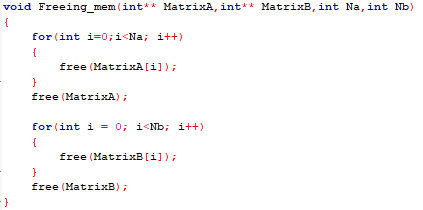 void Freeing_mem(int** MatrixA,int** MatrixB,int Na,int Nb)
{
for(int i=0;i<Na; i++)
{
free(MatrixA[i]);
}
free(MatrixA);
for(int i = 0; i<Nb; i++)
{
free(MatrixB[i]);
}
free(MatrixB);
}